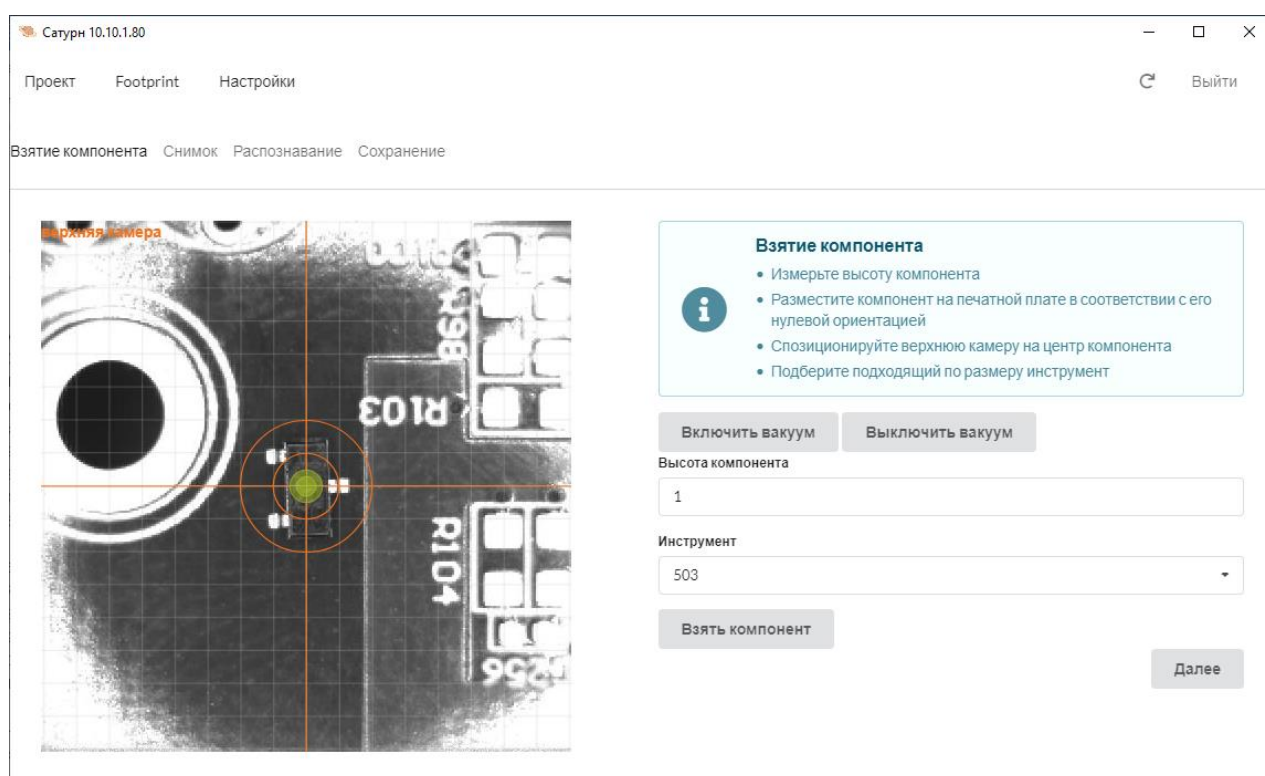 Сатурн 10.10.1.80
Проект Footprint Настройки Выйти
Взятие компонента Снимок Распознавание Сохранение
верхняя камера
R98
R103
R104
Взятие компонента
• Измерьте высоту компонента
• Разместите компонент на печатной плате в соответствии с его
нулевой ориентацией
• Спозиционируйте верхнюю камеру на центр компонента
• Подберите подходящий по размеру инструмент
Включить вакуум Выключить вакуум
Высота компонента
1
Инструмент
503
Взять компонент
Далее